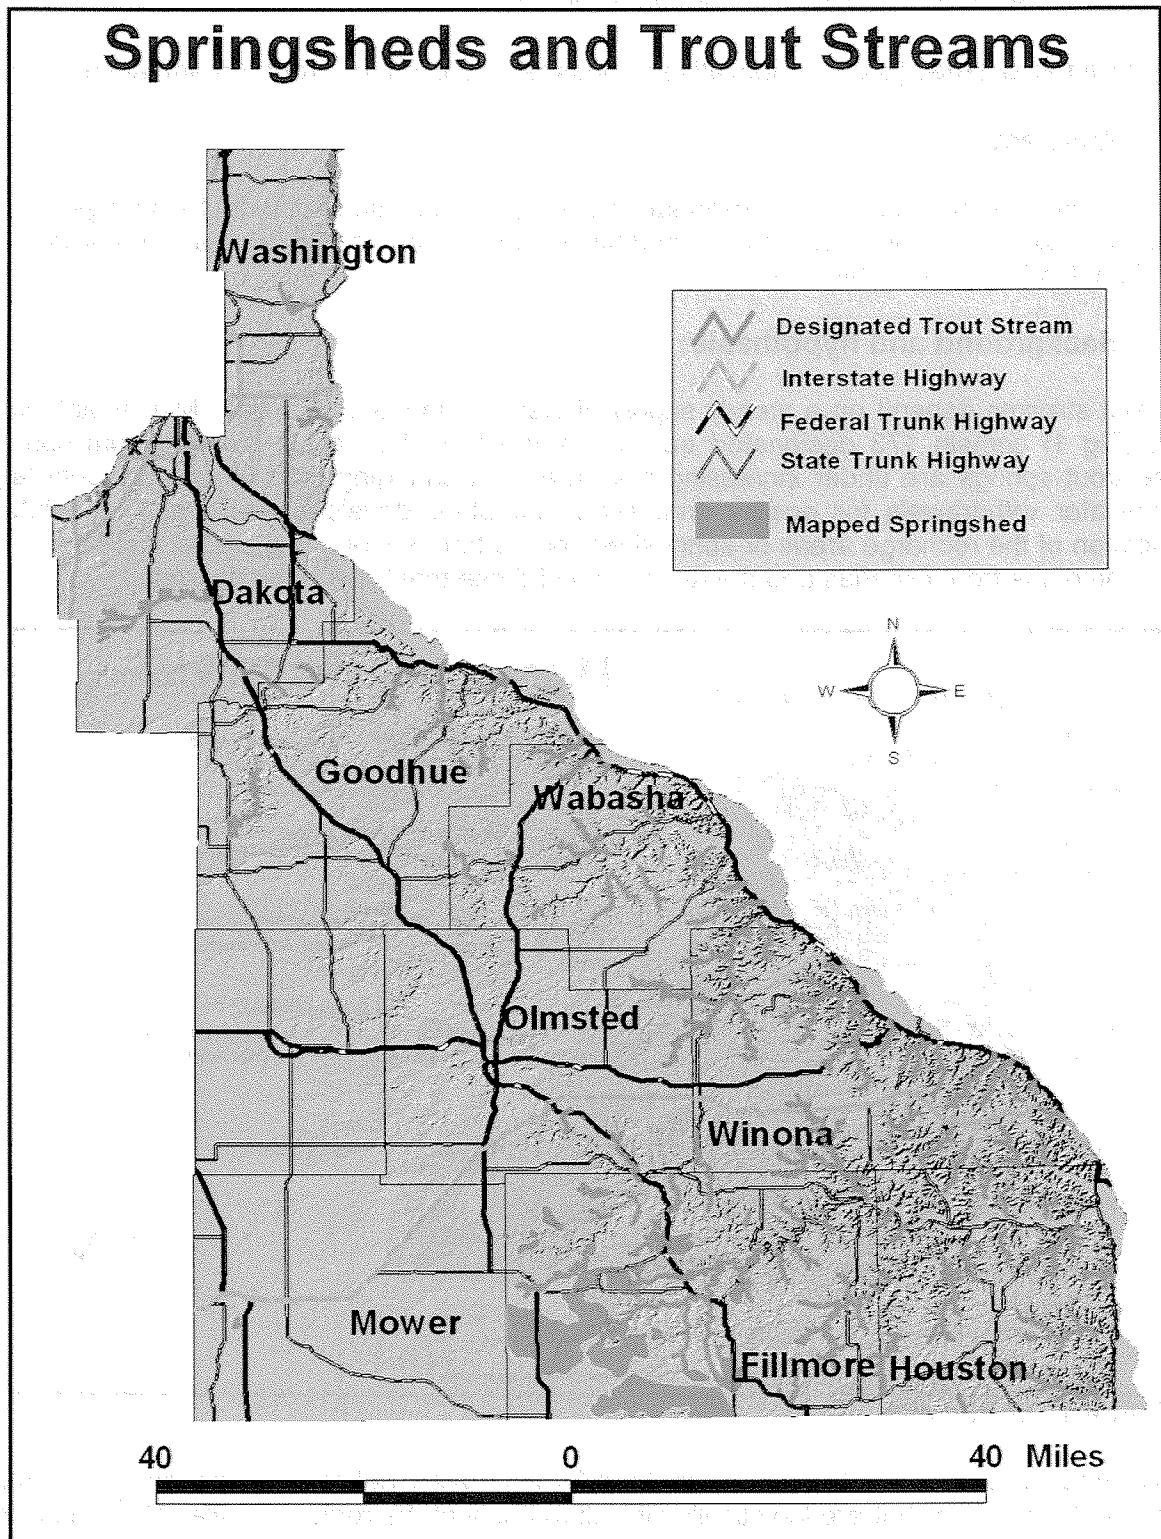 Springsheds and Trout Streams
Washington
Designated Trout Stream
Interstate Highway
Federal Trunk Highway
State Trunk Highway
Mapped Springshed
Dakota
N
W E
S
Goodhue
Wabasha
Olmsted
Winona
Mower
Fillmore Houston
40 0 40 Miles